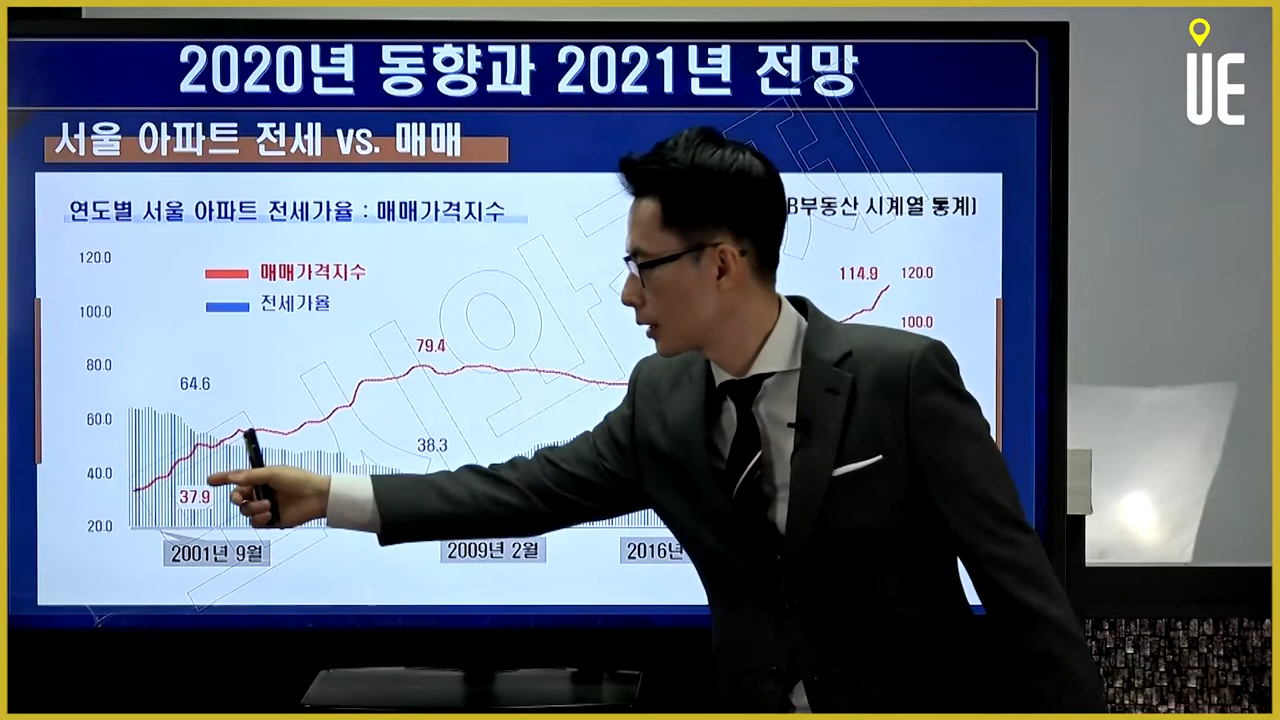 2020년 동향과 2021년 전망
UE
서울 아파트 전세 vs. 매매
연도별 서울 아파트 전세가율 : 매매가격지수
B부동산 시계열 통계]
120.0
매매가격지수
114.9
120.0
100.0
전세가율
100.0
80.0
64.6
79.4
60.0
38.3
40.0
37.9
20.0
2001년 9월
2009년 2월
2016년